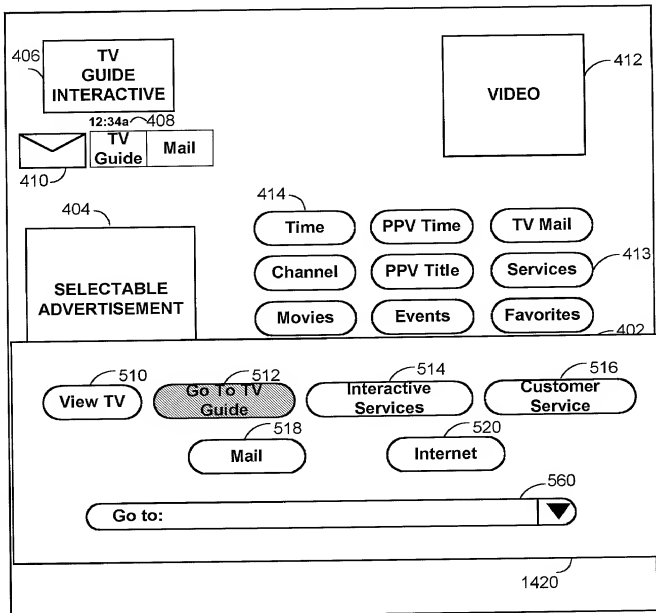 406
TV
GUIDE
INTERACTIVE
412
VIDEO
12:34a
408
TV
Guide
Mail
410
404
414
Time
PPV Time
TV Mail
413
SELECTABLE
ADVERTISEMENT
Channel
PPV Title
Services
Movies
Events
Favorites
402
510
512
514
516
View TV
Go To TV
Guide
Interactive
Services
Customer
Service
518
520
Mail
Internet
560
Go to:
1420